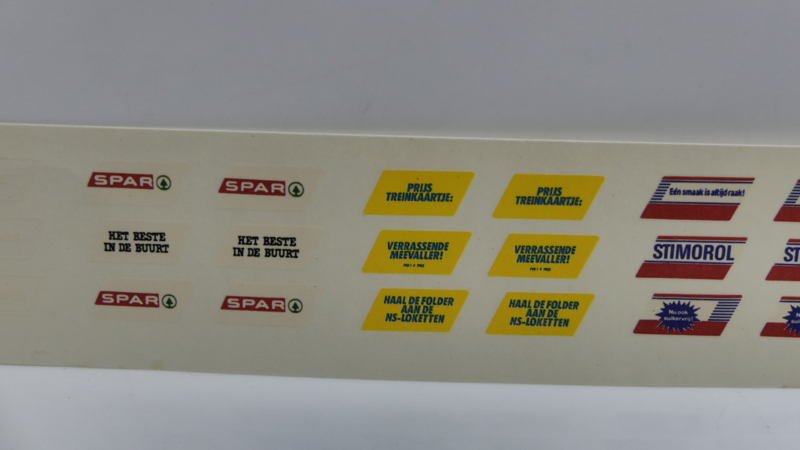 SPAR
SPAR
HET BESTE
IN DE BUURT
HET BESTE
IN DE BUURT
SPAR
SPAR
PRIJS
TREINKAARTJE:
PRIJS
TREINKAARTJE:
VERRASSENDE
MEEVALLER!
VERRASSENDE
MEEVALLER!
HAAL DE FOLDER
AAN DE
NS-LOKETTEN
HAAL DE FOLDER
AAN DE
NS-LOKETTEN
Eén smaak is altijd raak!
STIMOROL
ST
Nu ook
suikervrij!